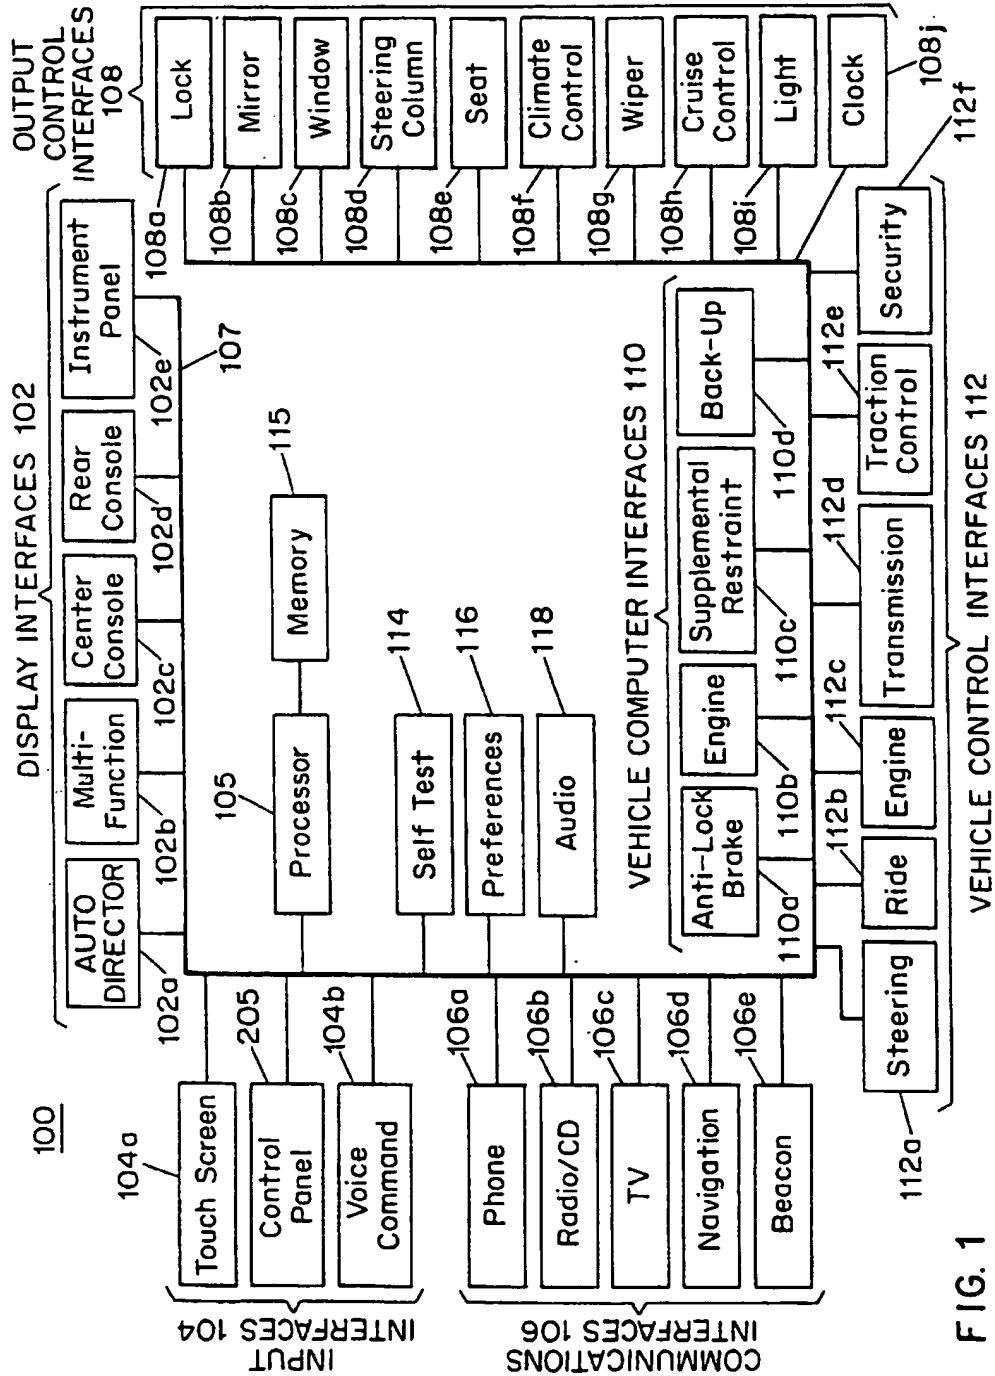 FIG. 1
100
DISPLAY INTERFACES 102
AUTO
DIRECTOR
Multi-
Function
Center
Console
Rear
Console
Instrument
Panel
102a
102b
102c
102d
102e
107
INPUT
INTERFACES 104
Touch Screen
Control
Panel
Voice
Command
104a
205
104b
COMMUNICATIONS
INTERFACES 106
Phone
Radio/CD
TV
Navigation
Beacon
106a
106b
106c
106d
106e
105
Processor
Memory
115
Self Test
114
Preferences
116
Audio
118
VEHICLE COMPUTER INTERFACES 110
Anti-Lock
Brake
Engine
Supplemental
Restraint
Back-Up
110a
110b
110c
110d
OUTPUT
CONTROL
INTERFACES
108
Lock
Mirror
Window
Steering
Column
Seat
Climate
Control
Wiper
Cruise
Control
Light
Clock
108a
108b
108c
108d
108e
108f
108g
108h
108i
108j
112b
112c
112d
112e
112f
Steering
Ride
Engine
Transmission
Traction
Control
Security
112a
VEHICLE CONTROL INTERFACES 112